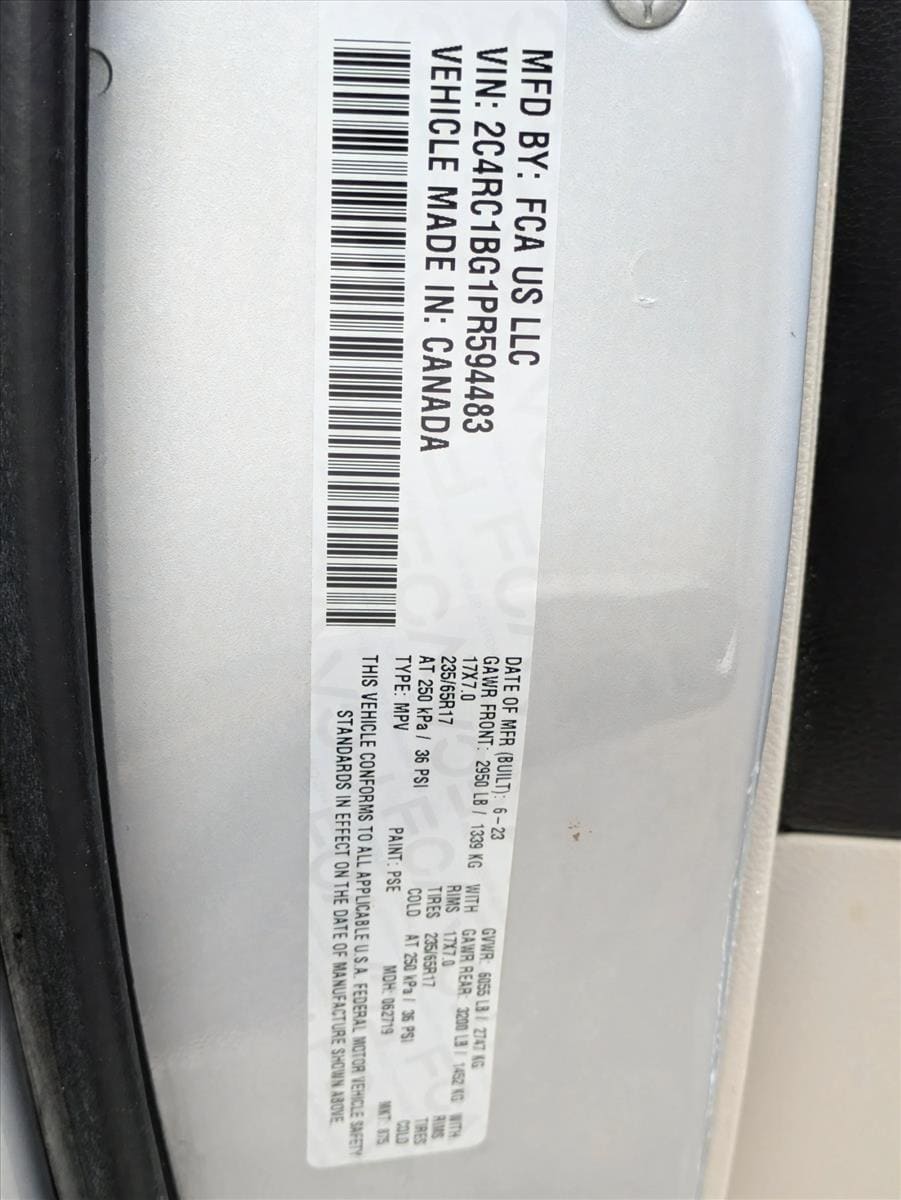 MFD BY: FCA US LLC
VIN: 2C4RC1BG1PR594483
VEHICLE MADE IN: CANADA
DATE OF MFR (BUILT): 6-23 GVWR: 6055 LB / 2747 KG
GAWR FRONT: 2950 LB / 1339 KG WITH GAWR REAR: 3200 LB / 1452 KG WITH
17X7.0 RIMS 17X7.0 RIMS
235/65R17 TIRES 235/65R17 TIRES
AT 250 kPa / 36 PSI COLD AT 250 kPa / 36 PSI COLD
TYPE: MPV PAINT: PSE MDH: 062719 MKT: 875
THIS VEHICLE CONFORMS TO ALL APPLICABLE U.S.A. FEDERAL MOTOR VEHICLE SAFETY
STANDARDS IN EFFECT ON THE DATE OF MANUFACTURE SHOWN ABOVE.